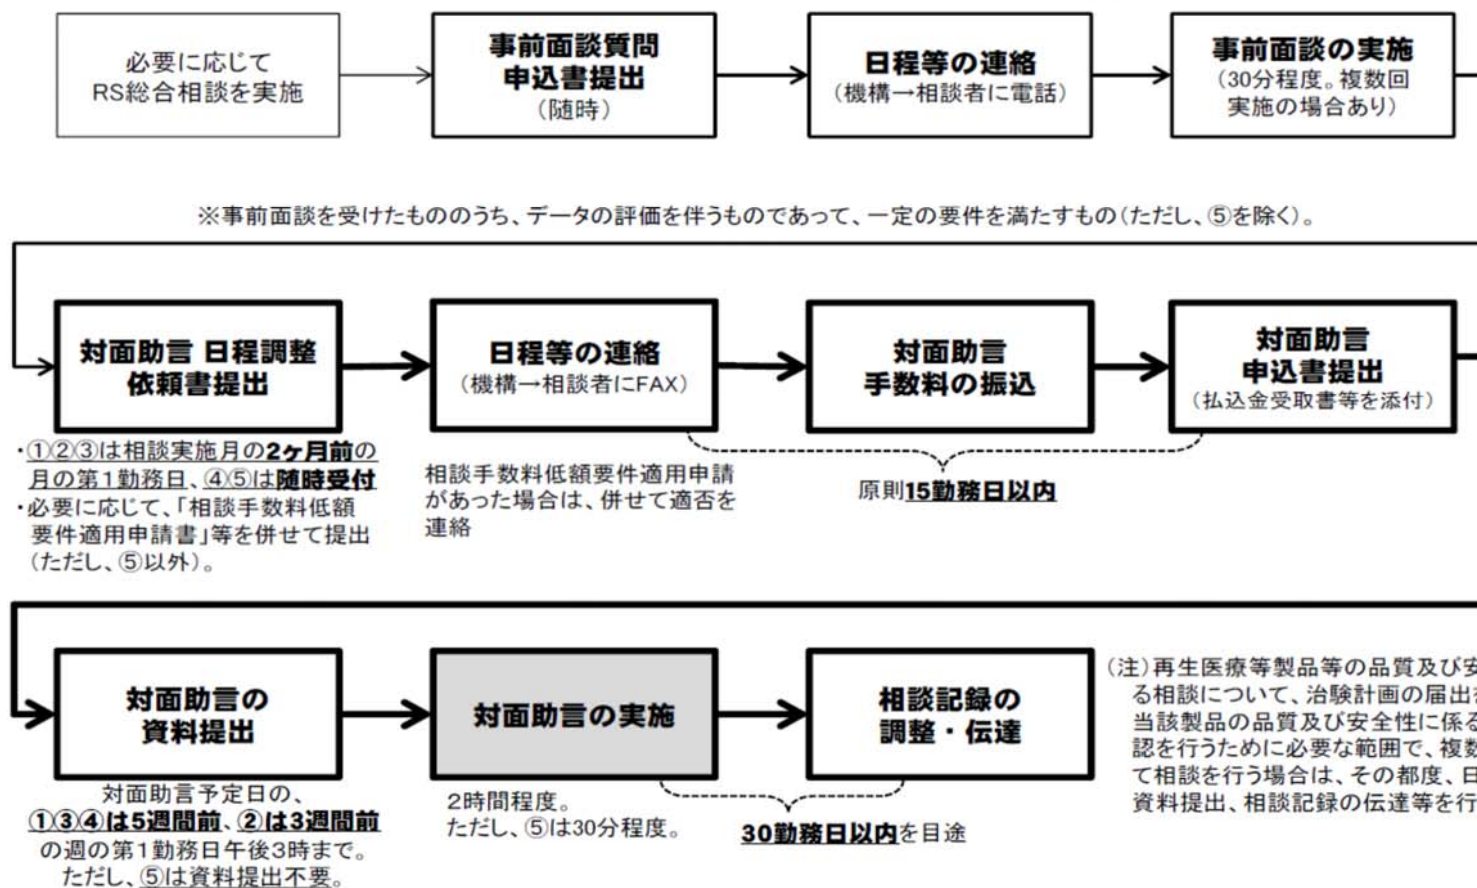 必要に応じて
RS総合相談を実施
事前面談質問
申込書提出
（随時）
日程等の連絡
（機構→相談者に電話）
事前面談の実施
（30分程度。複数回
実施の場合あり）
※事前面談を受けたもののうち、データの評価を伴うものであって、一定の要件を満たすもの（ただし、⑤を除く）。
対面助言 日程調整
依頼書提出
・①②③は相談実施月の2ヶ月前の
月の第1勤務日、④⑤は随時受付
・必要に応じて、「相談手数料低額
要件適用申請書」等を併せて提出
（ただし、⑤以外）。
日程等の連絡
（機構→相談者にFAX）
相談手数料低額要件適用申請
があった場合は、併せて適否を
連絡
対面助言
手数料の振込
対面助言
申込書提出
（払込金受取書等を添付）
原則15勤務日以内
対面助言の
資料提出
対面助言予定日の、
①③④は5週間前、②は3週間前
の週の第1勤務日午後3時まで。
ただし、⑤は資料提出不要。
対面助言の実施
2時間程度。
ただし、⑤は30分程度。
相談記録の
調整・伝達
30勤務日以内を目途
（注）再生医療等製品等の品質及び安
る相談について、治験計画の届出
当該製品の品質及び安全性に係る
認を行うために必要な範囲で、複数
て相談を行う場合は、その都度、日
資料提出、相談記録の伝達等を行